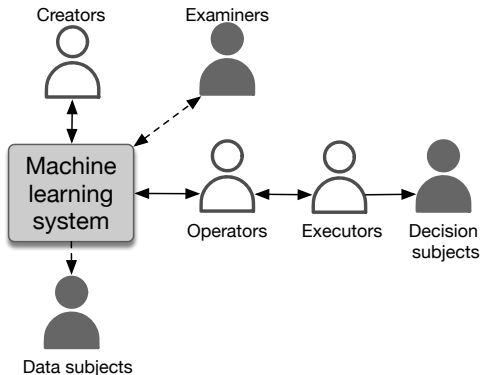 Creators
Examiners
Machine
learning
system
Operators
Executors
Decision
subjects
Data subjects